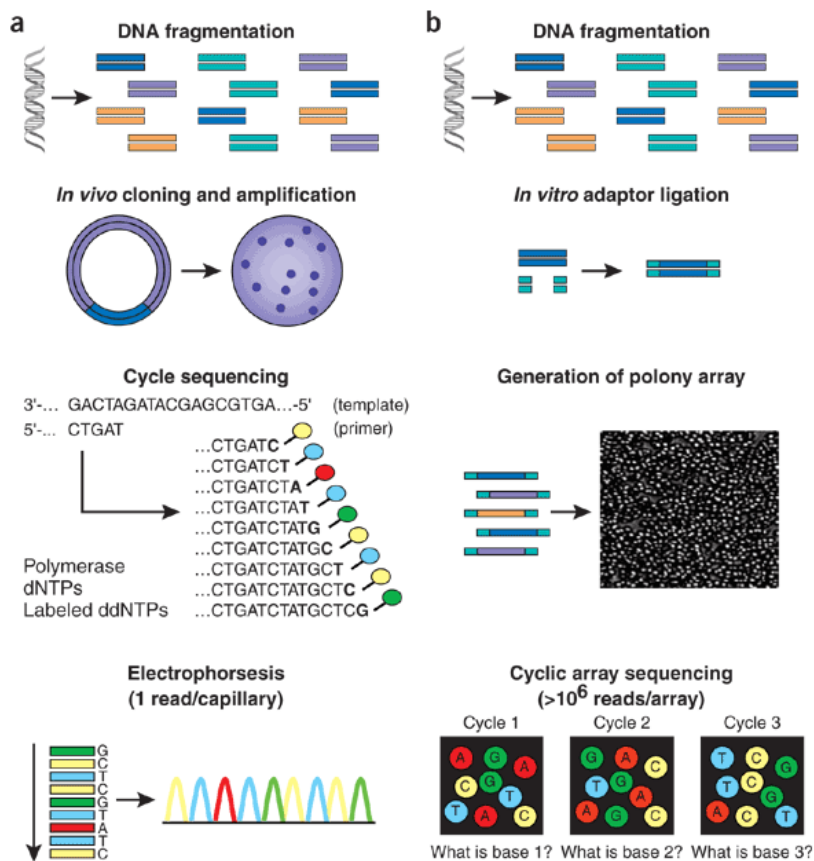 a
DNA fragmentation
In vivo cloning and amplification
Cycle sequencing
3'-... GACTAGATACGAGCGTGA...-5' (template)
5'-... CTGAT (primer)
...CTGATC
...CTGATCT
...CTGATCTA
...CTGATCTAT
...CTGATCTATG
...CTGATCTATGC
...CTGATCTATGCT
...CTGATCTATGCTC
...CTGATCTATGCTCG
Polymerase
dNTPs
Labeled ddNTPs
Electrophorsesis
(1 read/capillary)
G
C
T
C
G
T
A
T
C
b
DNA fragmentation
In vitro adaptor ligation
Generation of polony array
Cyclic array sequencing
(>10⁶ reads/array)
Cycle 1
A G A
C G T
T A C
What is base 1?
Cycle 2
G A C
T G A
A G C
What is base 2?
Cycle 3
T C G
T C G
A C T
What is base 3?